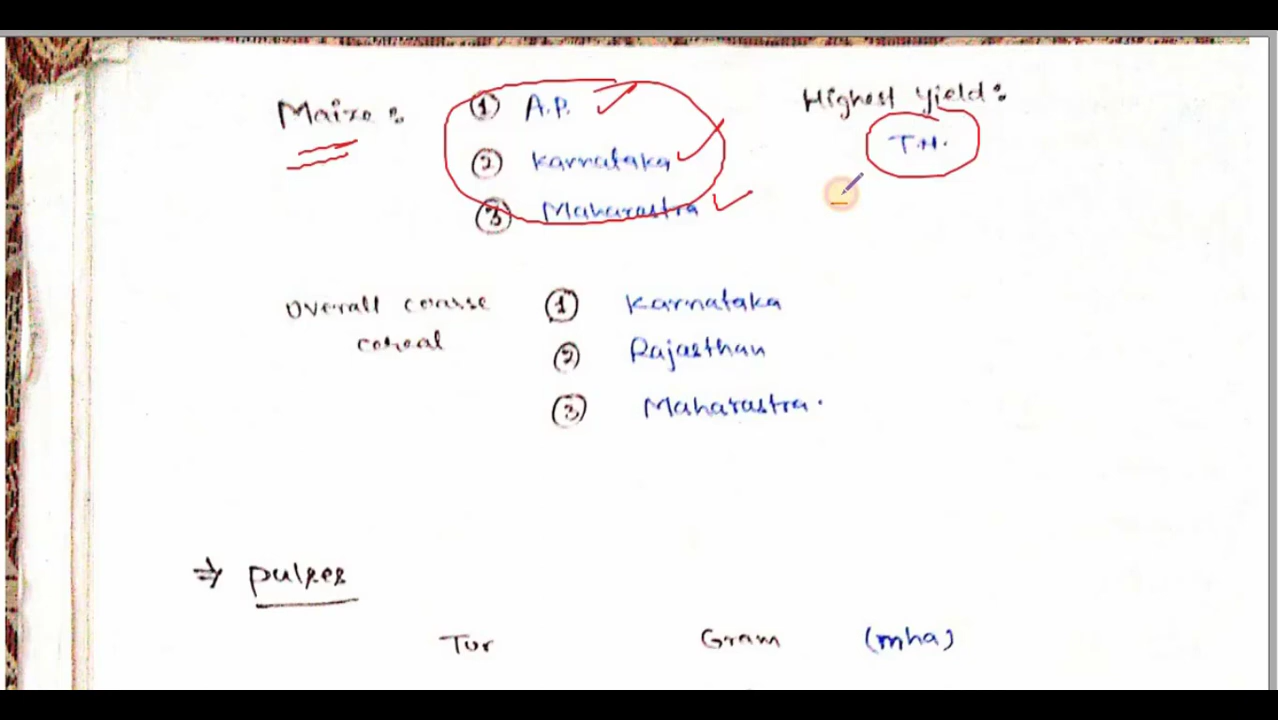 Maize : ① A.P. Highest yield :
② Karnataka T.N.
③ Maharastra
Overall coarse ① Karnataka
cereal ② Rajasthan
③ Maharastra.
⇒ pulses
Tur Gram (mha)